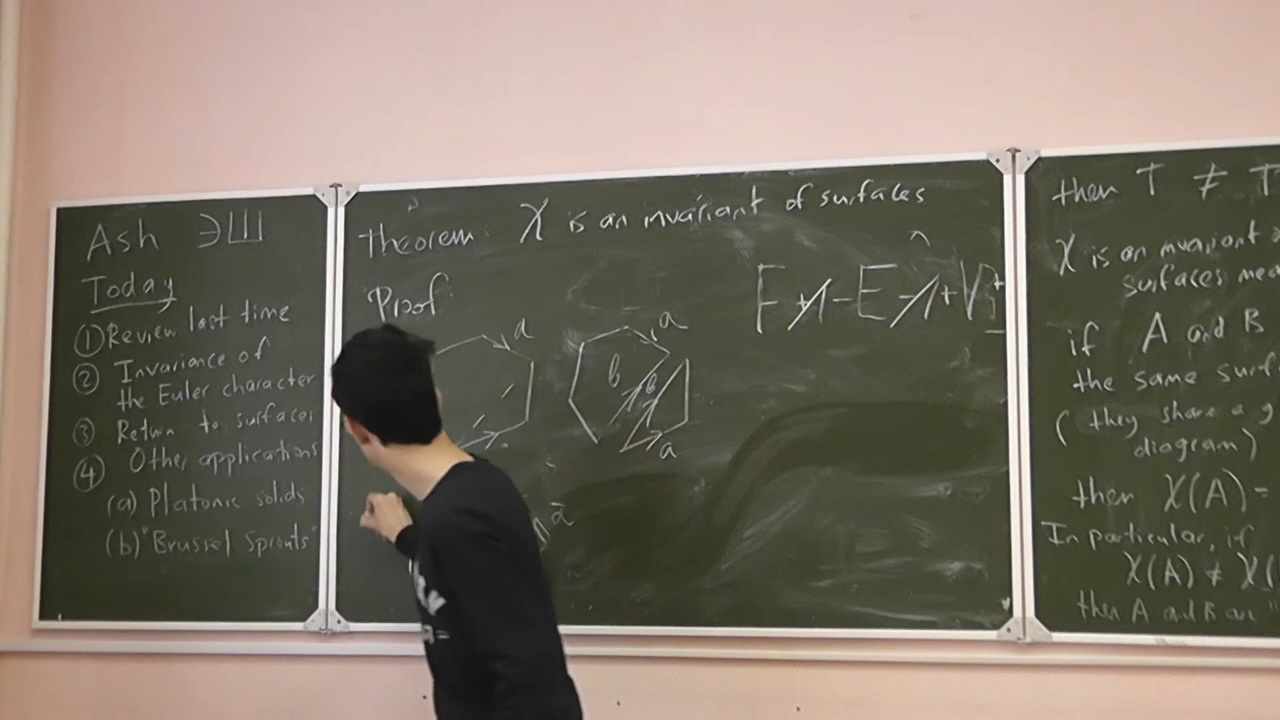 Ash ЭШ
Today
① Review last time
② Invariance of
the Euler character
③ Return to surfaces
④ Other applications
(a) Platonic solids
(b) "Brussel Sprouts"
Theorem: χ is an invariant of surfaces
Proof:
F+1-E-1+V
a
a
b
b
a
a
then T ≠ T
χ is an invariant
surfaces mea
if A and B
the same surf
(they share a g
diagram)
then χ(A) =
In particular, if
χ(A) ≠ χ(
then A and B are